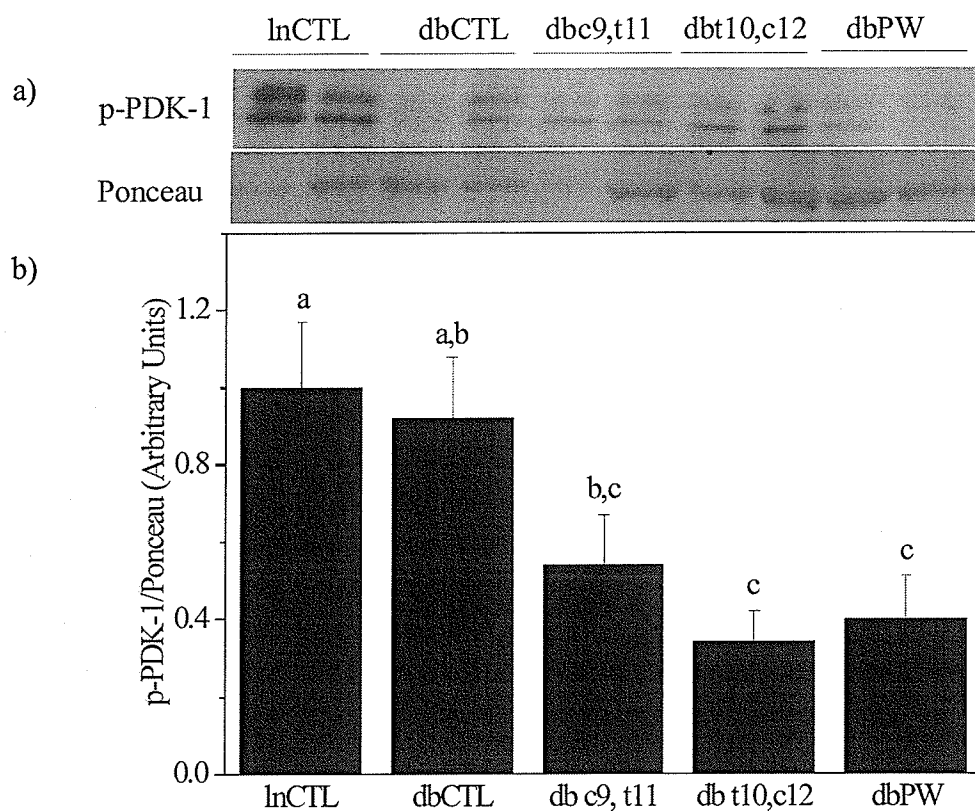 lnCTL dbCTL dbc9,t11 dbt10,c12 dbPW
a)
p-PDK-1
Ponceau
b)
p-PDK-1/Ponceau (Arbitrary Units)
1.2
0.8
0.4
0.0
a
a,b
b,c
c
c
lnCTL dbCTL db c9, t11 db t10,c12 dbPW